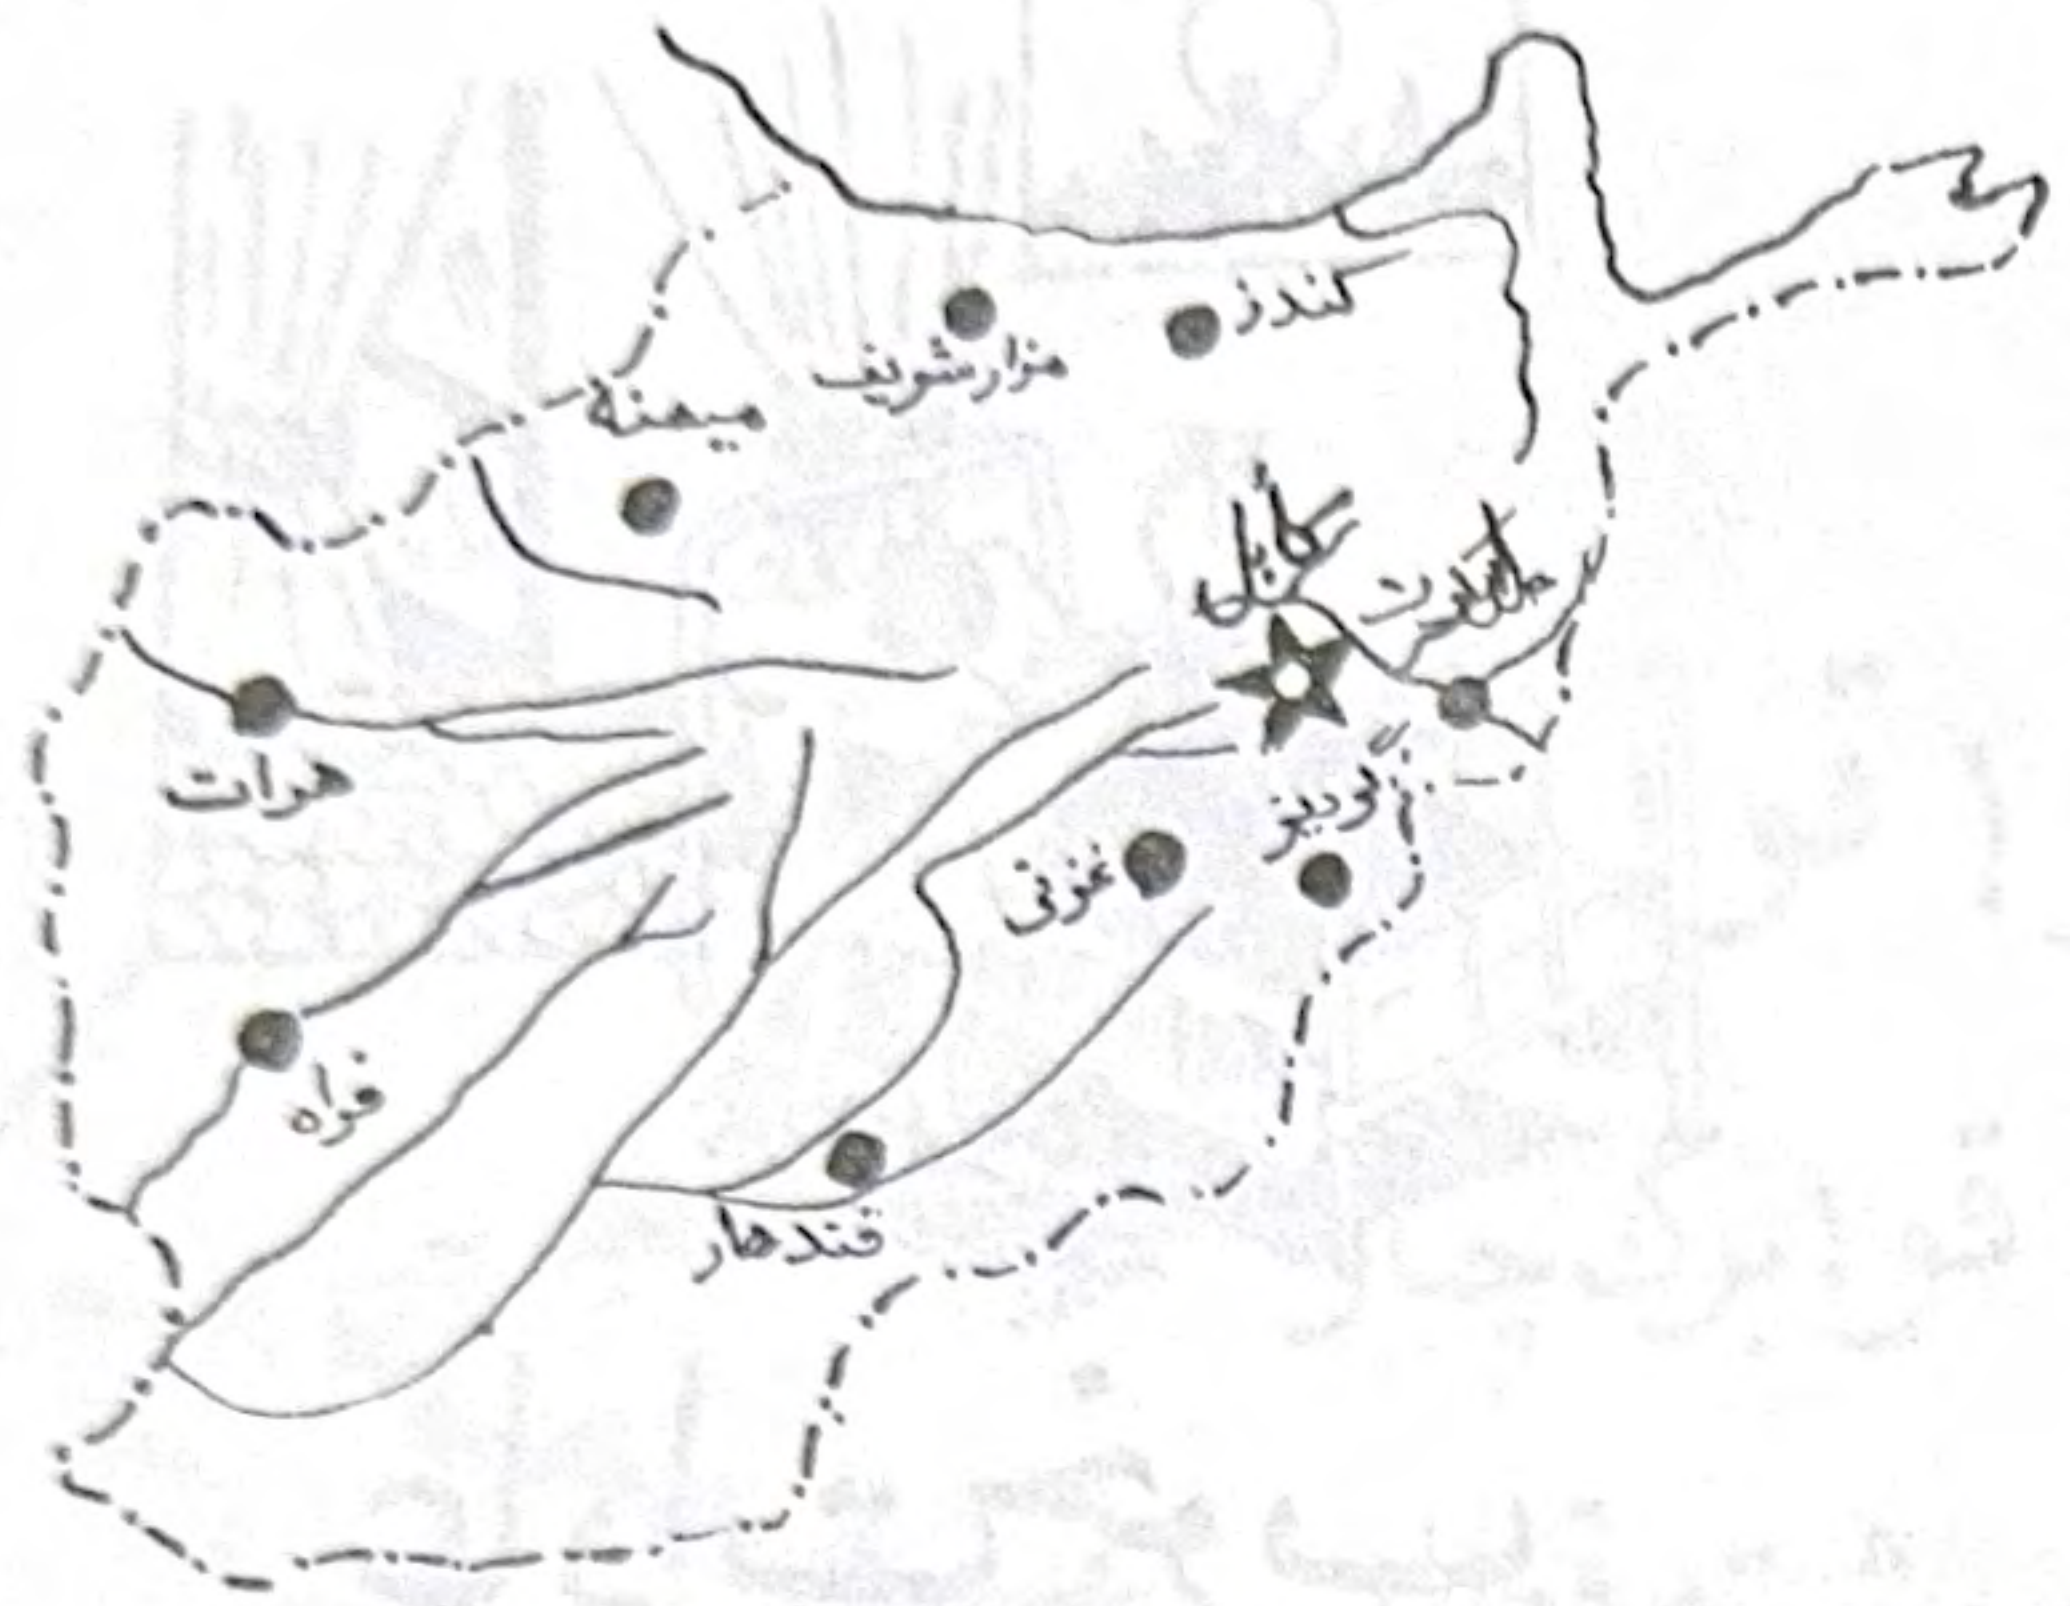 کندز
مزارشریف
میمنه
کابل
هرات
گردیز
غزنی
فراه
قندهار